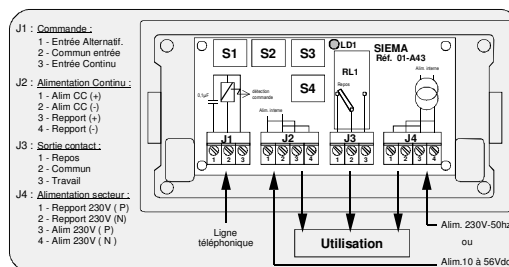 J1 : Commande :
1 - Entrée Alternatif.
2 - Commun entrée
3 - Entrée Continu
J2 : Alimentation Continu :
1 - Alim CC (+)
2 - Alim CC (-)
3 - Repport (+)
4 - Repport (-)
J3 : Sortie contact :
1 - Repos
2 - Commun
3 - Travail
J4 : Alimentation secteur :
1 - Repport 230V ( P)
2 - Repport 230V (N)
3 - Alim 230V ( P)
4 - Alim 230V ( N )
S1 S2 S3
S4
LD1
SIEMA
Réf. 01-A43
RL1
Repos
Alim. interne
0,1µF
détection
commande
Alim. interne
J1 J2 J3 J4
1 2 3 1 2 3 4 1 2 3 1 2 3 4
Ligne
téléphonique
Utilisation
Alim. 230V-50hz
ou
Alim.10 à 56Vdc